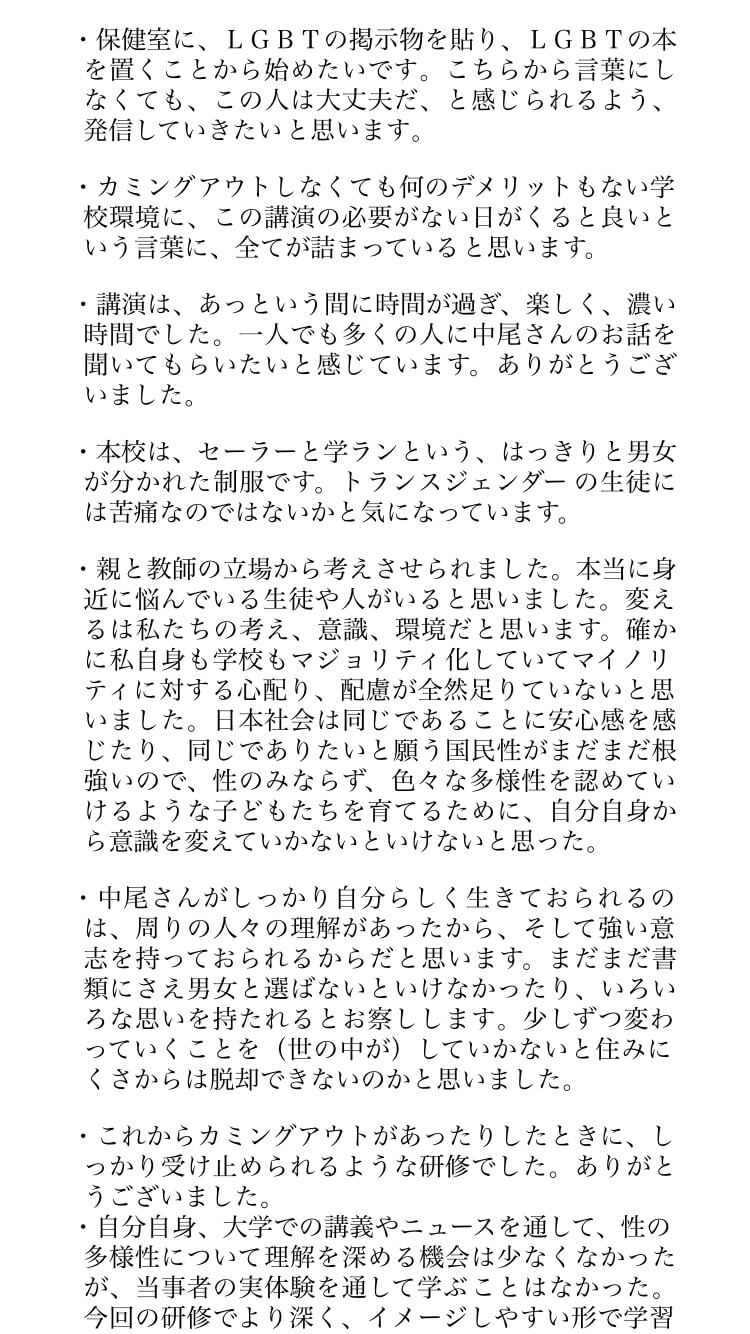 ・保健室に、ＬＧＢＴの掲示物を貼り、ＬＧＢＴの本
を置くことから始めたいです。こちらから言葉にし
なくても、この人は大丈夫だ、と感じられるよう、
発信していきたいと思います。
・カミングアウトしなくても何のデメリットもない学
校環境に、この講演の必要がない日がくると良いと
いう言葉に、全てが詰まっていると思います。
・講演は、あっという間に時間が過ぎ、楽しく、濃い
時間でした。一人でも多くの人に中尾さんのお話を
聞いてもらいたいと感じています。ありがとうござ
いました。
・本校は、セーラーと学ランという、はっきりと男女
が分かれた制服です。トランスジェンダー の生徒に
は苦痛なのではないかと気になっています。
・親と教師の立場から考えさせられました。本当に身
近に悩んでいる生徒や人がいると思いました。変え
るは私たちの考え、意識、環境だと思います。確か
に私自身も学校もマジョリティ化していてマイノリ
ティに対する心配り、配慮が全然足りていないと思
いました。日本社会は同じであることに安心感を感
じたり、同じでありたいと願う国民性がまだまだ根
強いので、性のみならず、色々な多様性を認めてい
けるような子どもたちを育てるために、自分自身か
ら意識を変えていかないといけないと思った。
・中尾さんがしっかり自分らしく生きておられるの
は、周りの人々の理解があったから、そして強い意
志を持っておられるからだと思います。まだまだ書
類にさえ男女と選ばないといけなかったり、いろい
ろな思いを持たれるとお察しします。少しずつ変わ
っていくことを（世の中が）していかないと住みに
くさからは脱却できないのかと思いました。
・これからカミングアウトがあったりしたときに、し
っかり受け止められるような研修でした。ありがと
うございました。
・自分自身、大学での講義やニュースを通して、性の
多様性について理解を深める機会は少なくなかった
が、当事者の実体験を通して学ぶことはなかった。
今回の研修でより深く、イメージしやすい形で学習